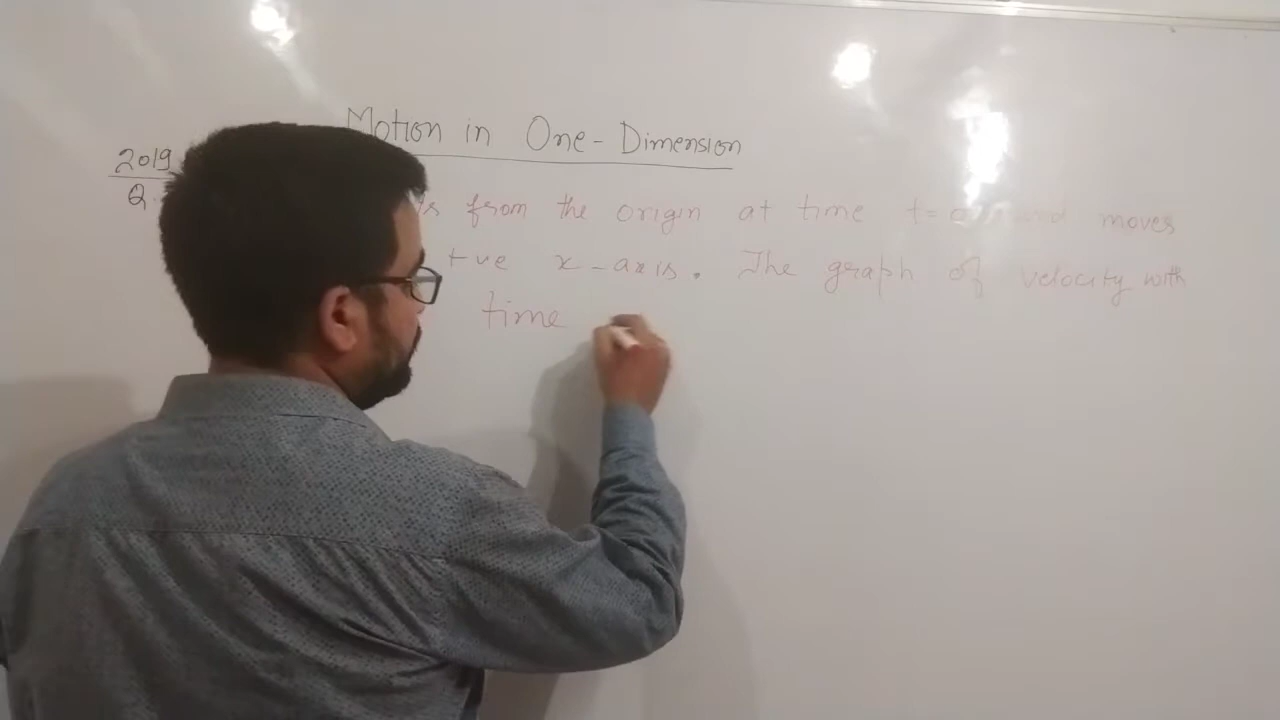 Motion in One-Dimension
2019
Q.
from the origin at time t=0 and moves
+ve x-axis. The graph of velocity with
time